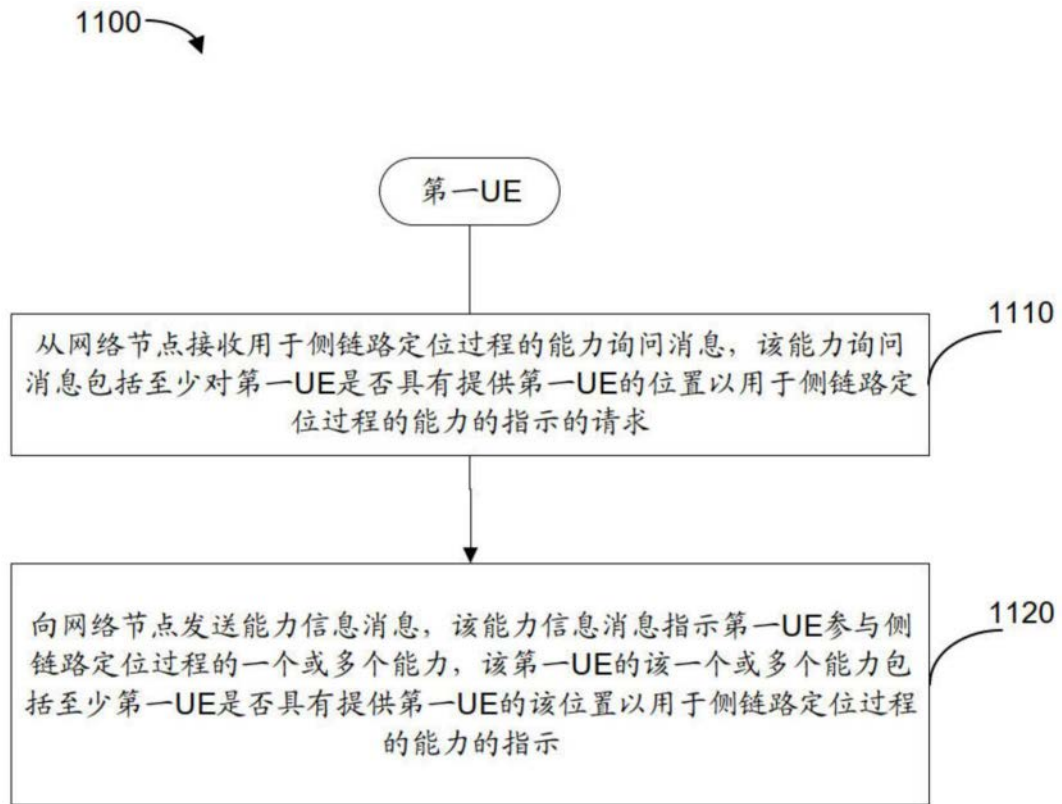 1100
第一UE
1110
从网络节点接收用于侧链路定位过程的能力询问消息，该能力询问
消息包括至少对第一UE是否具有提供第一UE的位置以用于侧链路定
位过程的能力的指示的请求
1120
向网络节点发送能力信息消息，该能力信息消息指示第一UE参与侧
链路定位过程的一个或多个能力，该第一UE的该一个或多个能力包
括至少第一UE是否具有提供第一UE的该位置以用于侧链路定位过程
的能力的指示